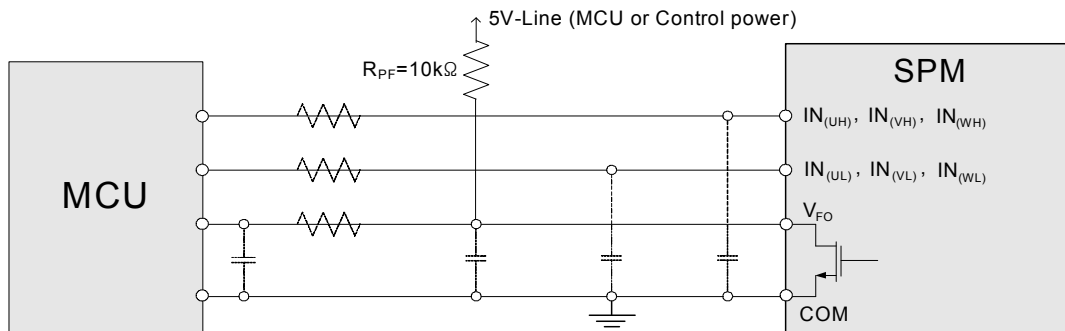 5V-Line (MCU or Control power)
R_PF=10kΩ
SPM
MCU
IN_(UH), IN_(VH), IN_(WH)
IN_(UL), IN_(VL), IN_(WL)
V_FO
COM